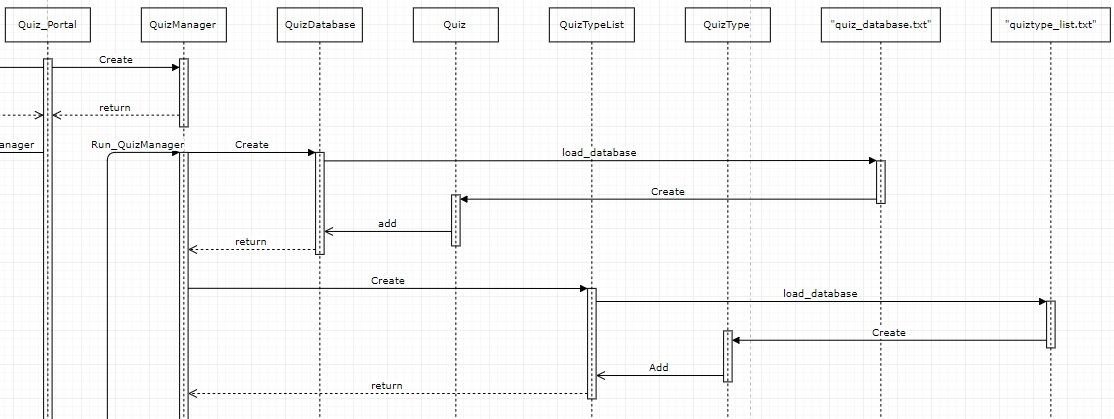 Quiz_Portal
QuizManager
QuizDatabase
Quiz
QuizTypeList
QuizType
"quiz_database.txt"
"quiztype_list.txt"
Create
return
anager
Run_QuizManager
Create
load_database
Create
add
return
Create
load_database
Create
Add
return